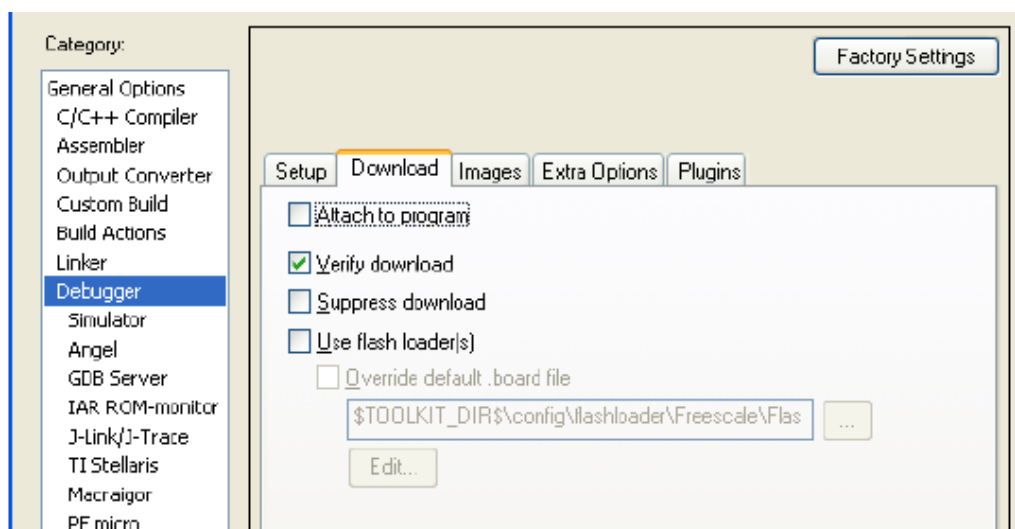 Category:
Factory Settings
General Options
C/C++ Compiler
Assembler
Output Converter
Custom Build
Build Actions
Linker
Debugger
Simulator
Angel
GDB Server
IAR ROM-monitor
J-Link/J-Trace
TI Stellaris
Macraigor
PE micro
Setup Download Images Extra Options Plugins
Attach to program
Verify download
Suppress download
Use flash loader(s)
Override default .board file
$TOOLKIT_DIR$\config\flashloader\Freescale\Flas ...
Edit...